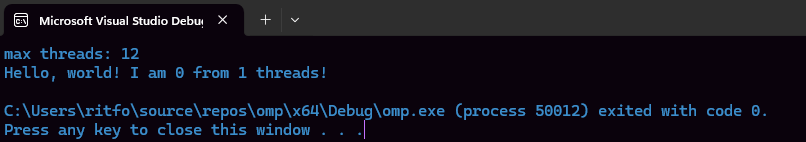 Microsoft Visual Studio Debug
max threads: 12
Hello, world! I am 0 from 1 threads!
C:\Users\ritfo\source\repos\omp\x64\Debug\omp.exe (process 50012) exited with code 0.
Press any key to close this window . . .